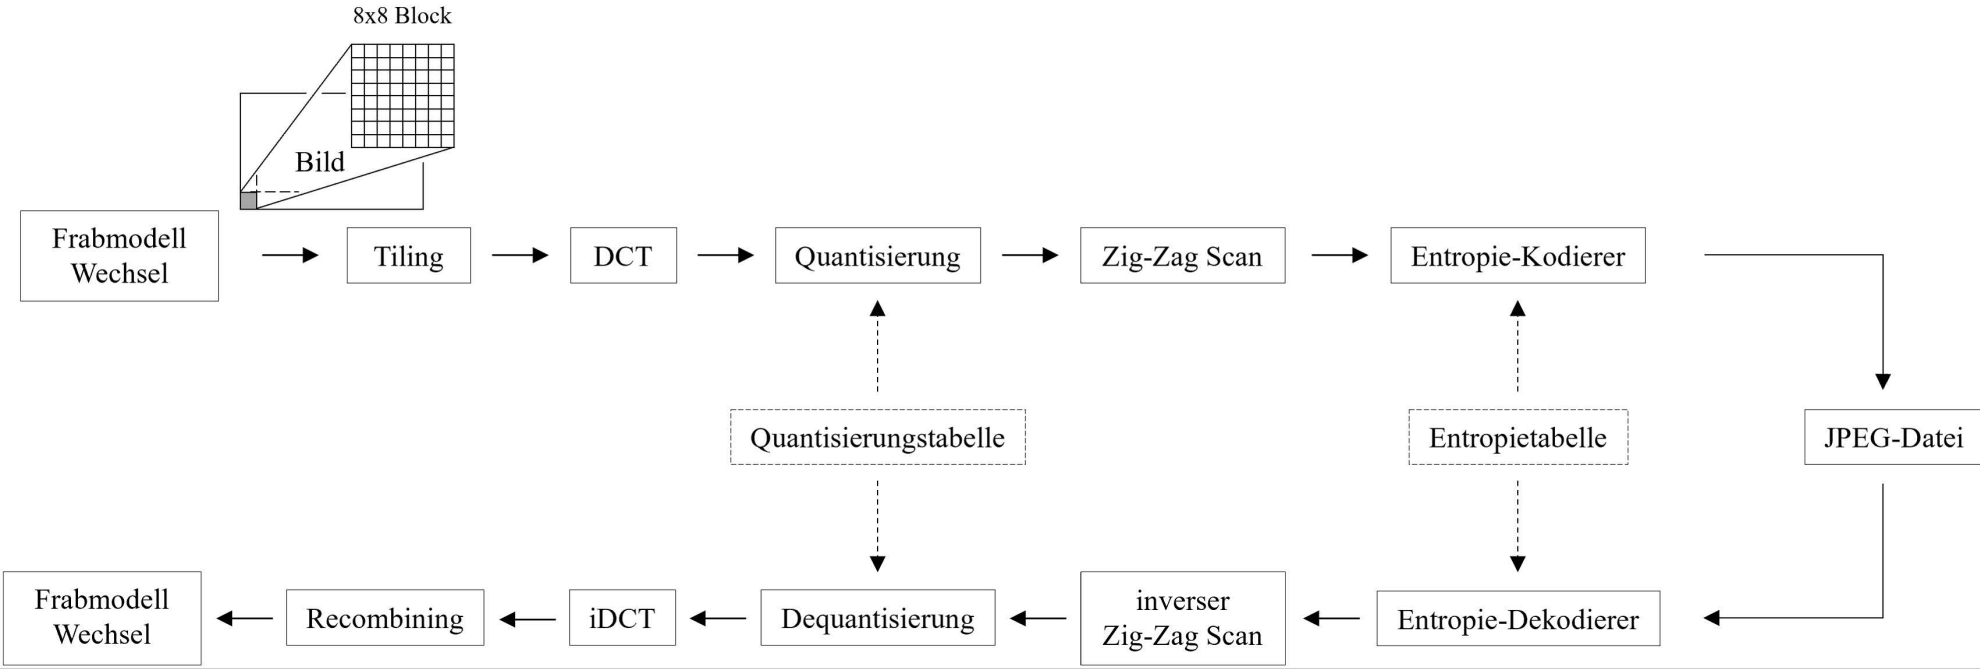 8x8 Block
Bild
Frabmodell
Wechsel
Tiling
DCT
Quantisierung
Zig-Zag Scan
Entropie-Kodierer
Quantisierungstabelle
Entropietabelle
JPEG-Datei
Frabmodell
Wechsel
Recombining
iDCT
Dequantisierung
inverser
Zig-Zag Scan
Entropie-Dekodierer